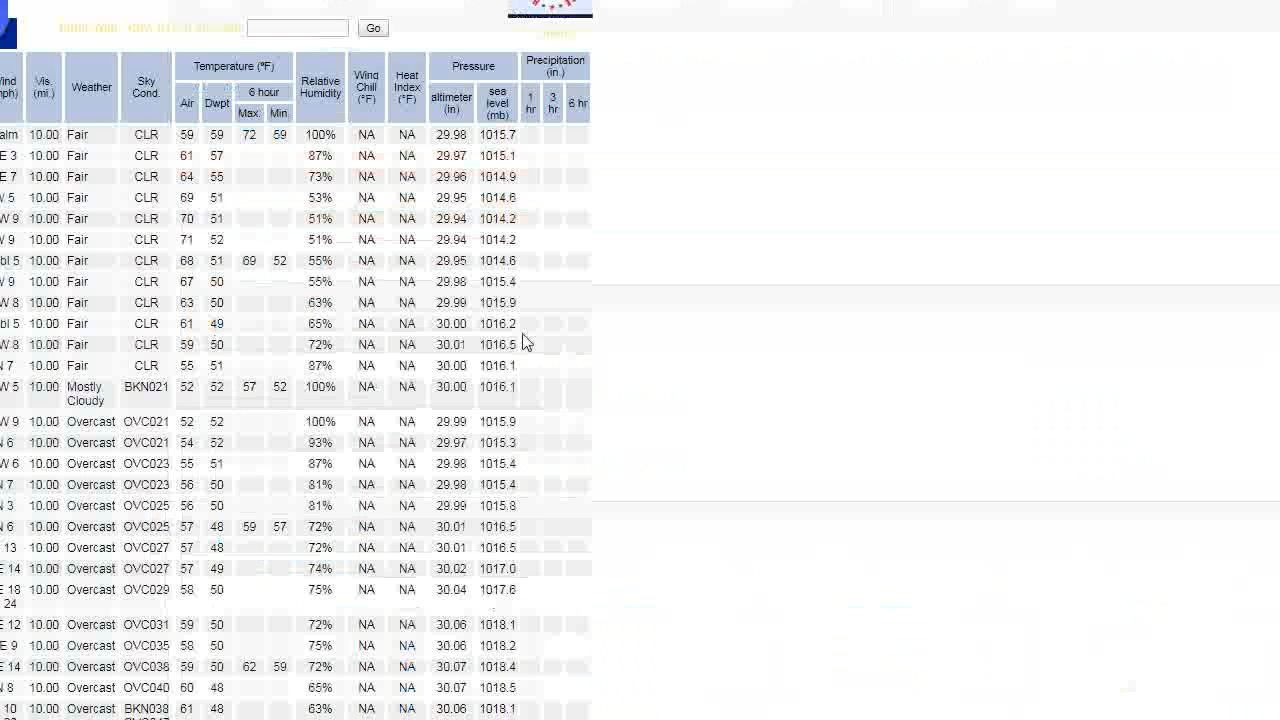 Go
Temperature (ºF) Pressure Precipitation (in.)
Vis. (mi.) Weather Sky Cond. 6 hour Relative Humidity Wind Chill (°F) Heat Index (°F)
Air Dwpt Max. Min. altimeter (in) sea level (mb) 1 hr 3 hr 6 hr
alm 10.00 Fair CLR 59 59 72 59 100% NA NA 29.98 1015.7
E 3 10.00 Fair CLR 61 57 87% NA NA 29.97 1015.1
E 7 10.00 Fair CLR 64 55 73% NA NA 29.96 1014.9
W 5 10.00 Fair CLR 69 51 53% NA NA 29.95 1014.6
W 9 10.00 Fair CLR 70 51 51% NA NA 29.94 1014.2
W 9 10.00 Fair CLR 71 52 51% NA NA 29.94 1014.2
bl 5 10.00 Fair CLR 68 51 69 52 55% NA NA 29.95 1014.6
W 9 10.00 Fair CLR 67 50 55% NA NA 29.98 1015.4
W 8 10.00 Fair CLR 63 50 63% NA NA 29.99 1015.9
bl 5 10.00 Fair CLR 61 49 65% NA NA 30.00 1016.2
W 8 10.00 Fair CLR 59 50 72% NA NA 30.01 1016.5
N 7 10.00 Fair CLR 55 51 87% NA NA 30.00 1016.1
W 5 10.00 Mostly Cloudy BKN021 52 52 57 52 100% NA NA 30.00 1016.1
W 9 10.00 Overcast OVC021 52 52 100% NA NA 29.99 1015.9
N 6 10.00 Overcast OVC021 54 52 93% NA NA 29.97 1015.3
W 6 10.00 Overcast OVC023 55 51 87% NA NA 29.98 1015.4
N 7 10.00 Overcast OVC023 56 50 81% NA NA 29.98 1015.4
N 3 10.00 Overcast OVC025 56 50 81% NA NA 29.99 1015.8
N 6 10.00 Overcast OVC025 57 48 59 57 72% NA NA 30.01 1016.5
13 10.00 Overcast OVC027 57 48 72% NA NA 30.01 1016.5
E 14 10.00 Overcast OVC027 57 49 74% NA NA 30.02 1017.0
E 18 10.00 Overcast OVC029 58 50 75% NA NA 30.04 1017.6
24
E 12 10.00 Overcast OVC031 59 50 72% NA NA 30.06 1018.1
E 9 10.00 Overcast OVC035 58 50 75% NA NA 30.06 1018.2
E 14 10.00 Overcast OVC038 59 50 62 59 72% NA NA 30.07 1018.4
N 8 10.00 Overcast OVC040 60 48 65% NA NA 30.07 1018.5
10 10.00 Overcast BKN038 61 48 63% NA NA 30.06 1018.1